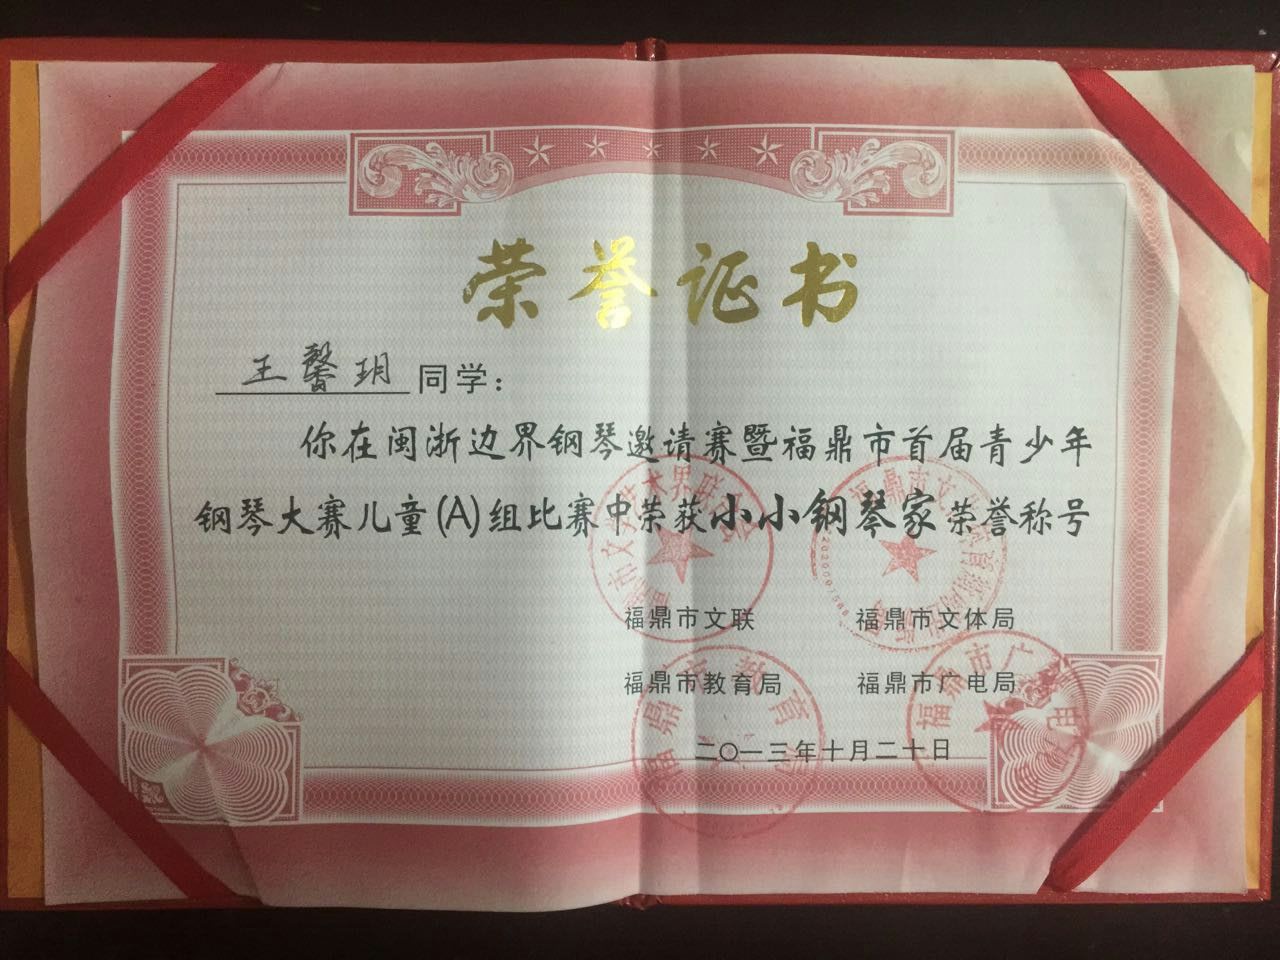 荣誉证书
王馨玥同学：
你在闽浙边界钢琴邀请赛暨福鼎市首届青少年
钢琴大赛儿童(A)组比赛中荣获小小钢琴家荣誉称号
福鼎市文联 福鼎市文体局
福鼎市教育局 福鼎市广电局
二〇一三年十月二十日